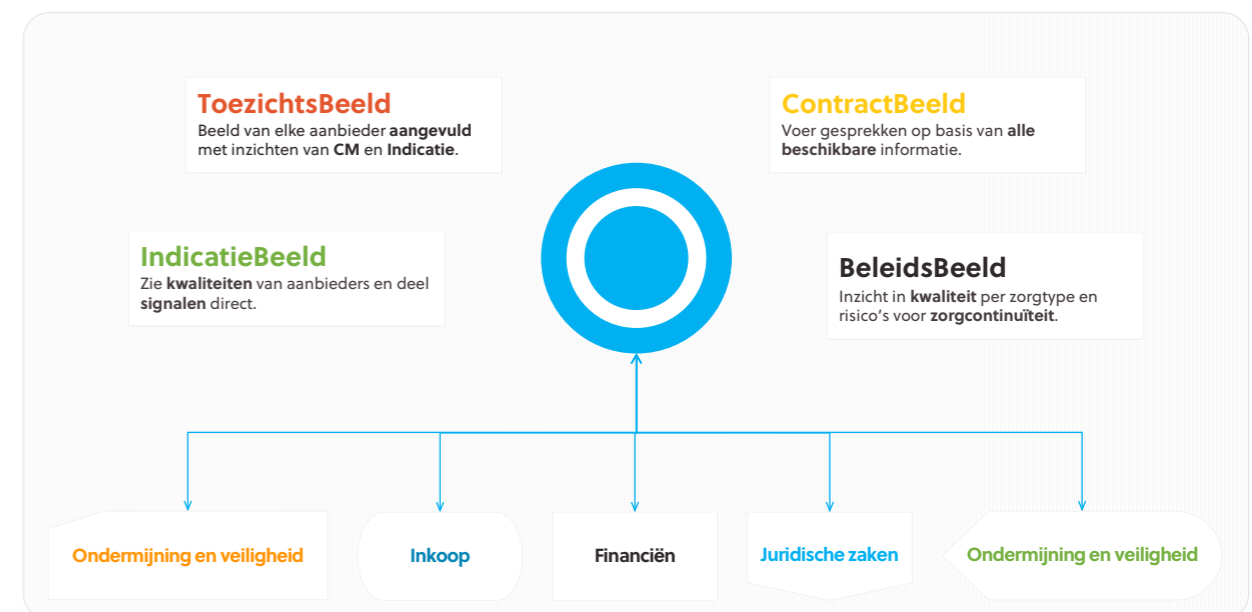 ToezichtsBeeld
Beeld van elke aanbieder aangevuld
met inzichten van CM en Indicatie.
ContractBeeld
Voer gesprekken op basis van alle
beschikbare informatie.
IndicatieBeeld
Zie kwaliteiten van aanbieders en deel
signalen direct.
BeleidsBeeld
Inzicht in kwaliteit per zorgtype en
risico's voor zorgcontinuïteit.
Ondermijning en veiligheid
Inkoop
Financiën
Juridische zaken
Ondermijning en veiligheid